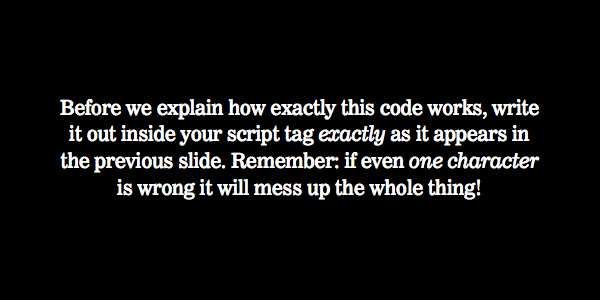 Before we explain how exactly this code works, write
it out inside your script tag exactly as it appears in
the previous slide. Remember: if even one character
is wrong it will mess up the whole thing!